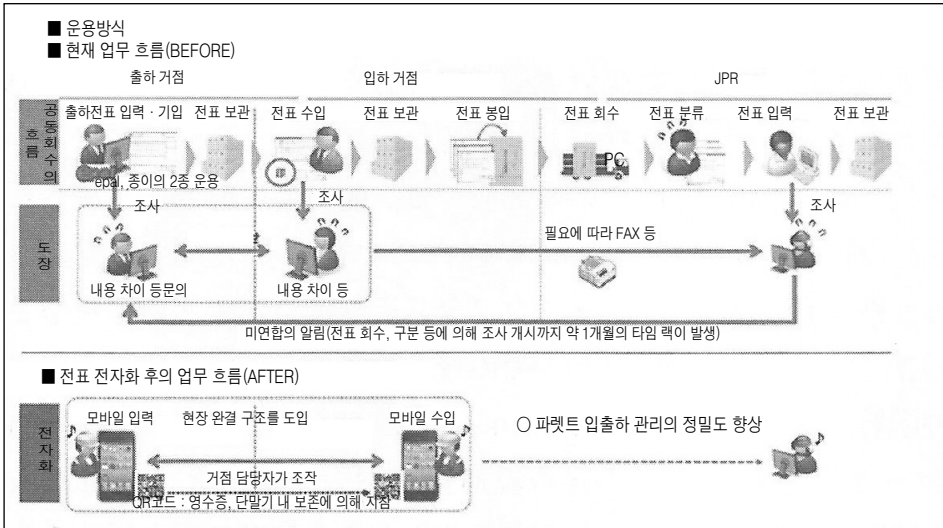 ■ 운용방식
■ 현재 업무 흐름(BEFORE)
출하 거점 입하 거점 JPR
공동회수의 흐름
출하전표 입력 · 기입 전표 보관 전표 수입 전표 보관 전표 봉입 전표 회수 전표 분류 전표 입력 전표 보관
PC
epal, 종이의 2종 운용
조사 조사 조사
도장
필요에 따라 FAX 등
내용 차이 등문의 내용 차이 등
미연합의 알림(전표 회수, 구분 등에 의해 조사 개시까지 약 1개월의 타임 랙이 발생)
■ 전표 전자화 후의 업무 흐름(AFTER)
전자화
모바일 입력 현장 완결 구조를 도입 모바일 수입
○ 파렛트 입출하 관리의 정밀도 향상
거점 담당자가 조작
QR코드 : 영수증, 단말기 내 보존에 의해 지참